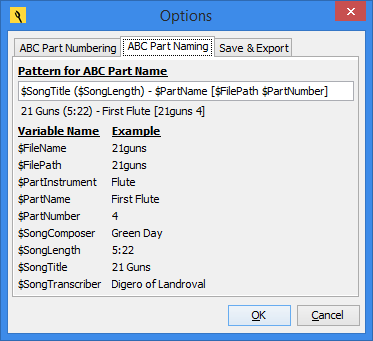 Options
ABC Part Numbering ABC Part Naming Save & Export
Pattern for ABC Part Name
$SongTitle ($SongLength) - $PartName [$FilePath $PartNumber]
21 Guns (5:22) - First Flute [21guns 4]
Variable Name Example
$FileName 21guns
$FilePath 21guns
$PartInstrument Flute
$PartName First Flute
$PartNumber 4
$SongComposer Green Day
$SongLength 5:22
$SongTitle 21 Guns
$SongTranscriber Digero of Landroval
OK Cancel